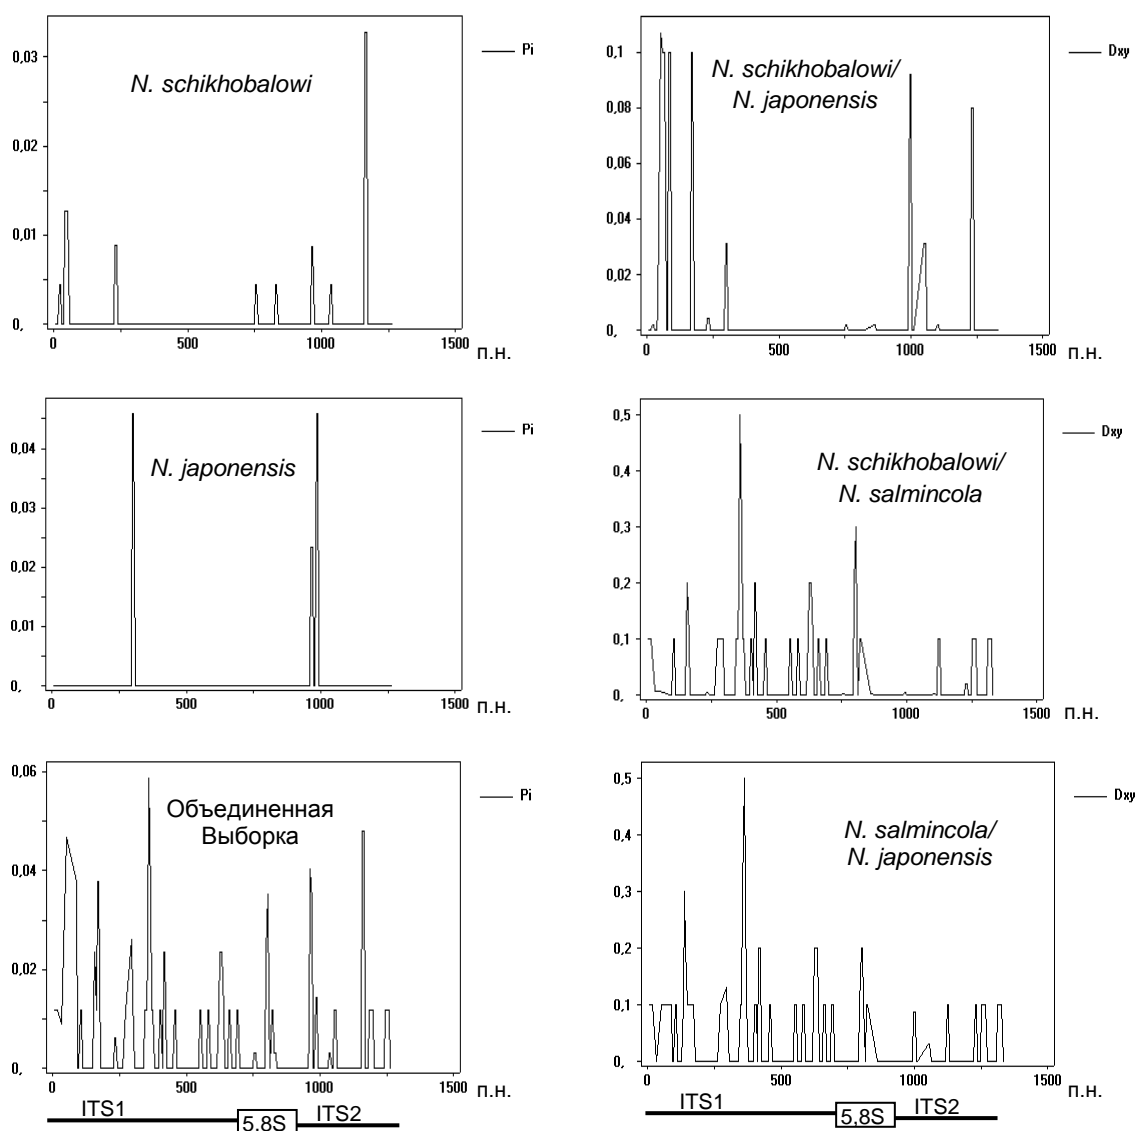 0,03
0,02
0,01
0,
0
500
1000
1500
п.н.
Pi
N. schikhobalowi
0,1
0,08
0,06
0,04
0,02
0,
0
500
1000
1500
п.н.
Dxy
N. schikhobalowi/
N. japonensis
0,04
0,03
0,02
0,01
0,
0
500
1000
1500
п.н.
Pi
N. japonensis
0,5
0,4
0,3
0,2
0,1
0,
0
500
1000
1500
п.н.
Dxy
N. schikhobalowi/
N. salmincola
0,06
0,04
0,02
0,
0
500
1000
1500
п.н.
Pi
Объединенная
Выборка
ITS1
5.8S
ITS2
0,5
0,4
0,3
0,2
0,1
0,
0
500
1000
1500
п.н.
Dxy
N. salmincola/
N. japonensis
ITS1
5,8S
ITS2